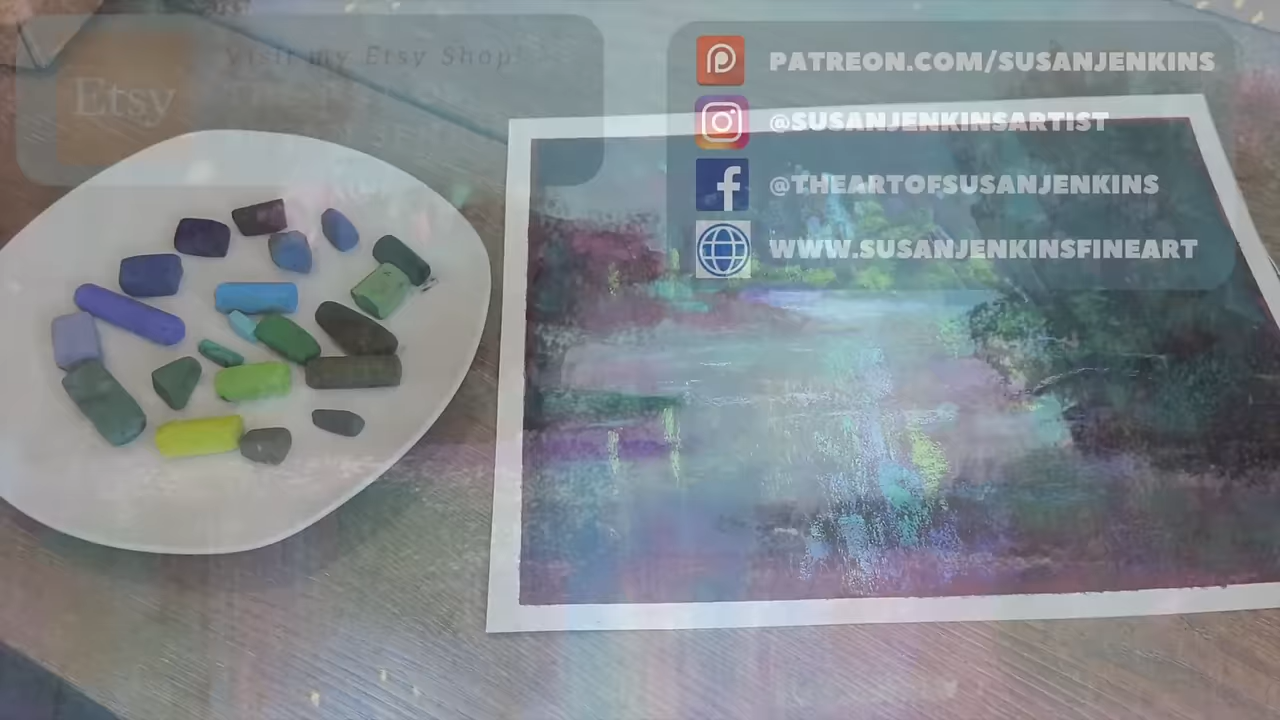 Visit my Etsy Shop!
Etsy
PATREON.COM/SUSANJENKINS
@SUSANJENKINSARTIST
@THEARTOFSUSANJENKINS
WWW.SUSANJENKINSFINEART